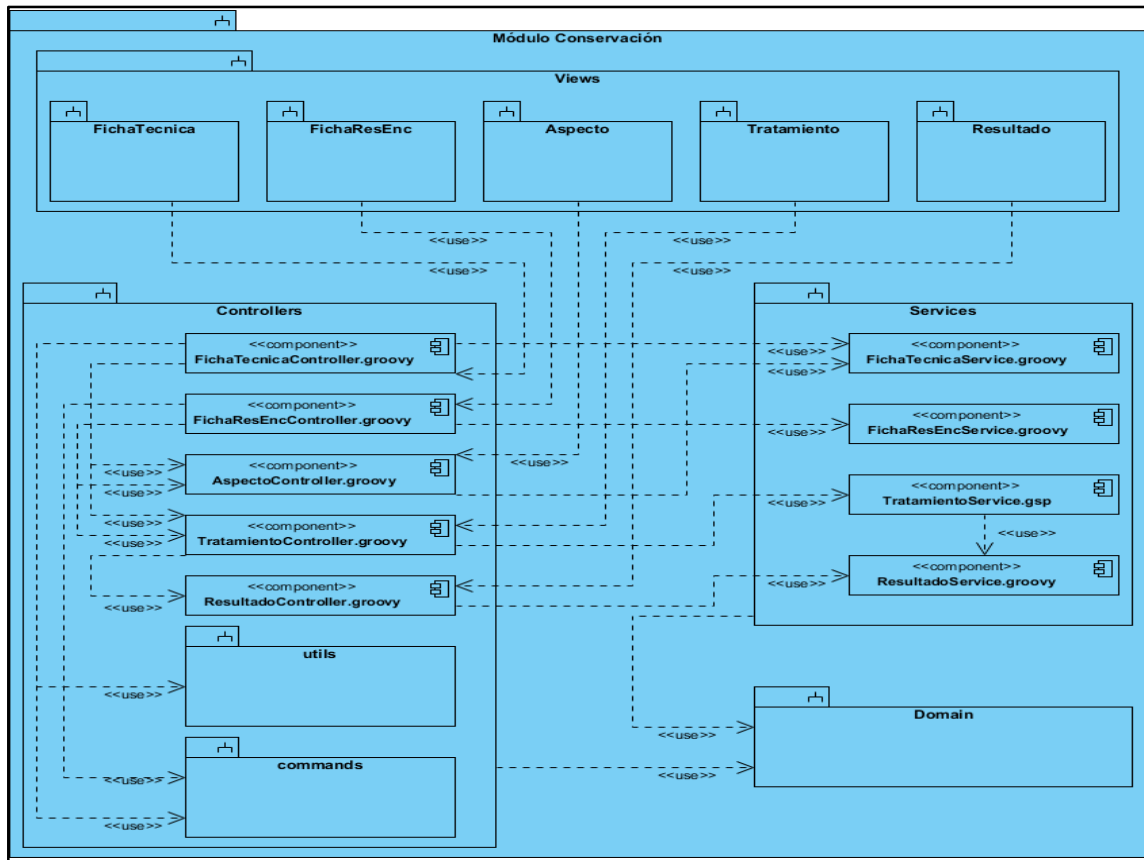 Módulo Conservación
Views
FichaTecnica
FichaResEnc
Aspecto
Tratamiento
Resultado
<<use>>
<<use>>
<<use>>
<<use>>
Controllers
Services
<<component>>
FichaTecnicaController.groovy
<<use>>
<<component>>
FichaTecnicaService.groovy
<<component>>
FichaResEncController.groovy
<<use>>
<<use>>
<<component>>
FichaResEncService.groovy
<<use>>
<<component>>
AspectoController.groovy
<<use>>
<<use>>
<<use>>
<<component>>
TratamientoService.gsp
<<component>>
TratamientoController.groovy
<<use>>
<<use>>
<<use>>
<<use>>
<<component>>
ResultadoController.groovy
<<use>>
<<use>>
<<component>>
ResultadoService.groovy
utils
<<use>>
Domain
<<use>>
<<use>>
commands
<<use>>
<<use>>